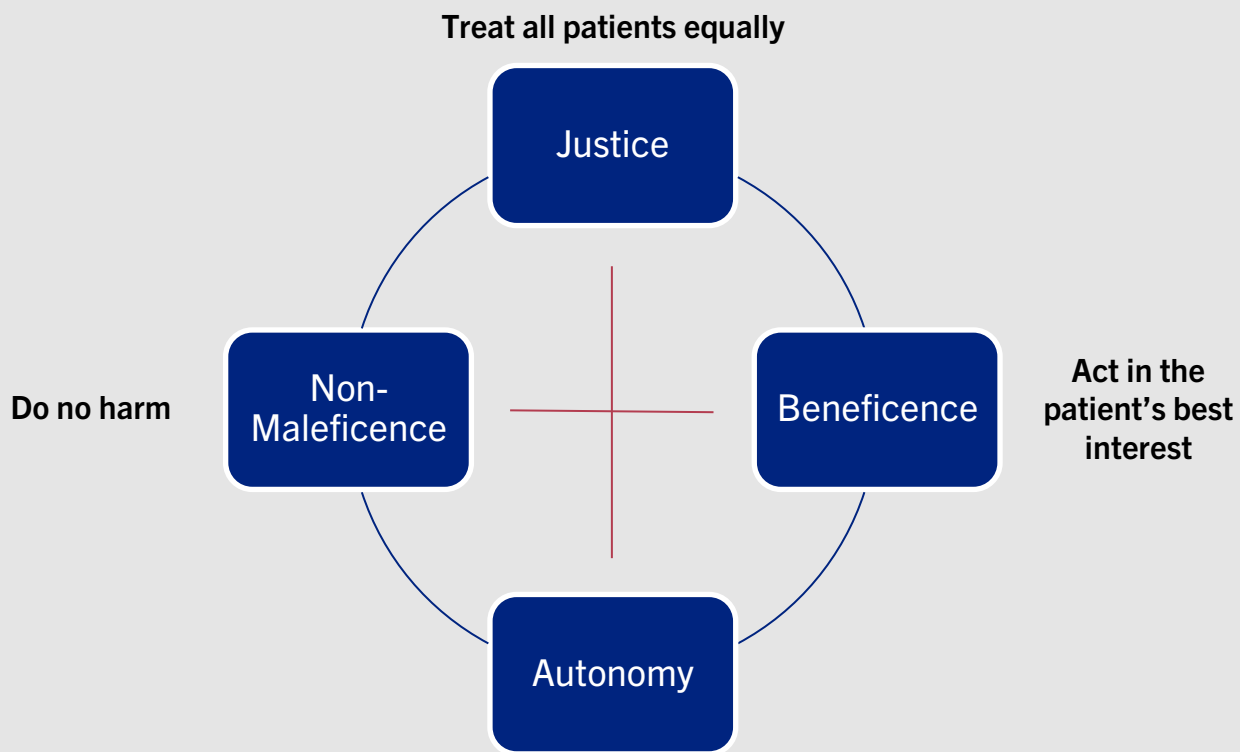 Treat all patients equally
Justice
Do no harm
Non-
Maleficence
Beneficence
Act in the
patient’s best
interest
Autonomy